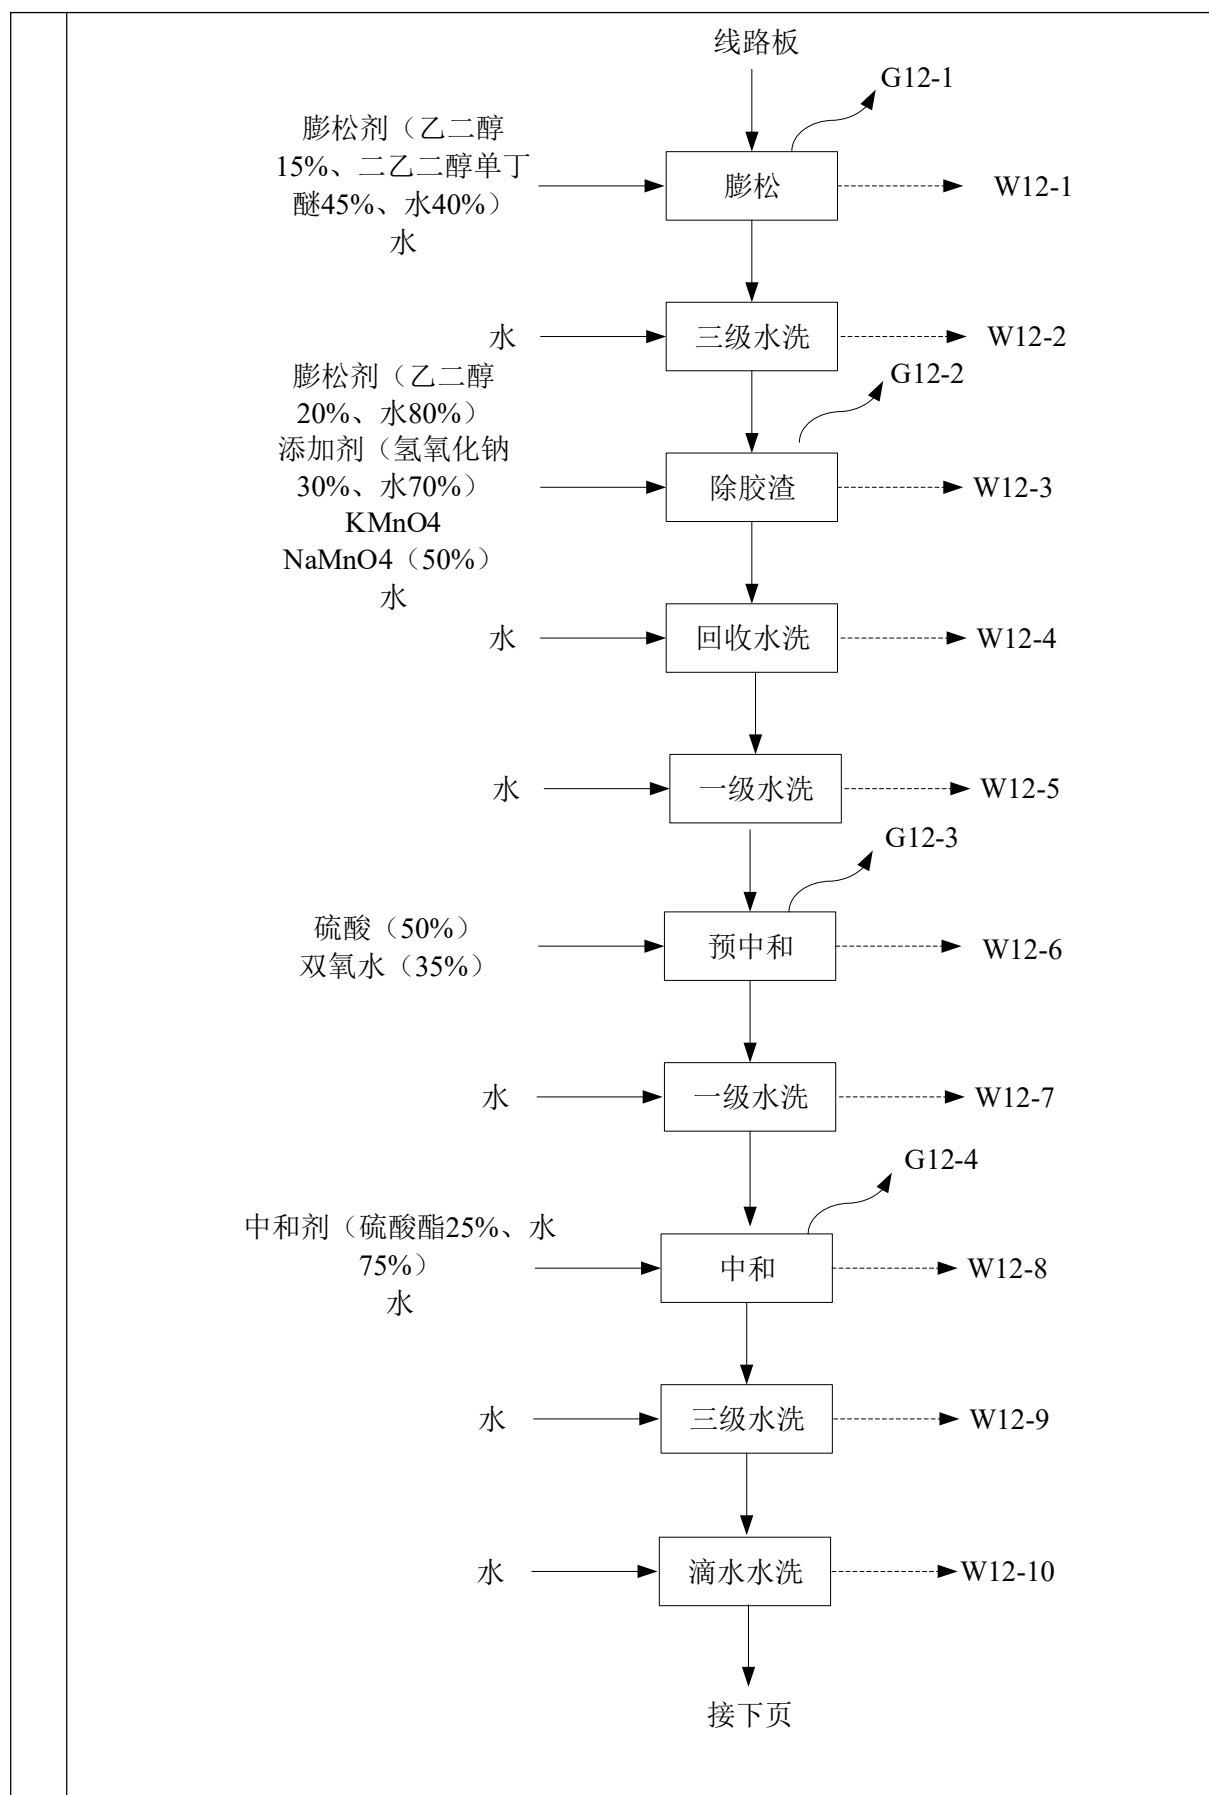 线路板
G12-1
膨松剂（乙二醇
15%、二乙二醇单丁
醚45%、水40%）
水
膨松
W12-1
水
三级水洗
W12-2
G12-2
膨松剂（乙二醇
20%、水80%）
添加剂（氢氧化钠
30%、水70%）
KMnO4
NaMnO4（50%）
水
除胶渣
W12-3
水
回收水洗
W12-4
水
一级水洗
W12-5
G12-3
硫酸（50%）
双氧水（35%）
预中和
W12-6
水
一级水洗
W12-7
G12-4
中和剂（硫酸酯25%、水
75%）
水
中和
W12-8
水
三级水洗
W12-9
水
滴水水洗
W12-10
接下页